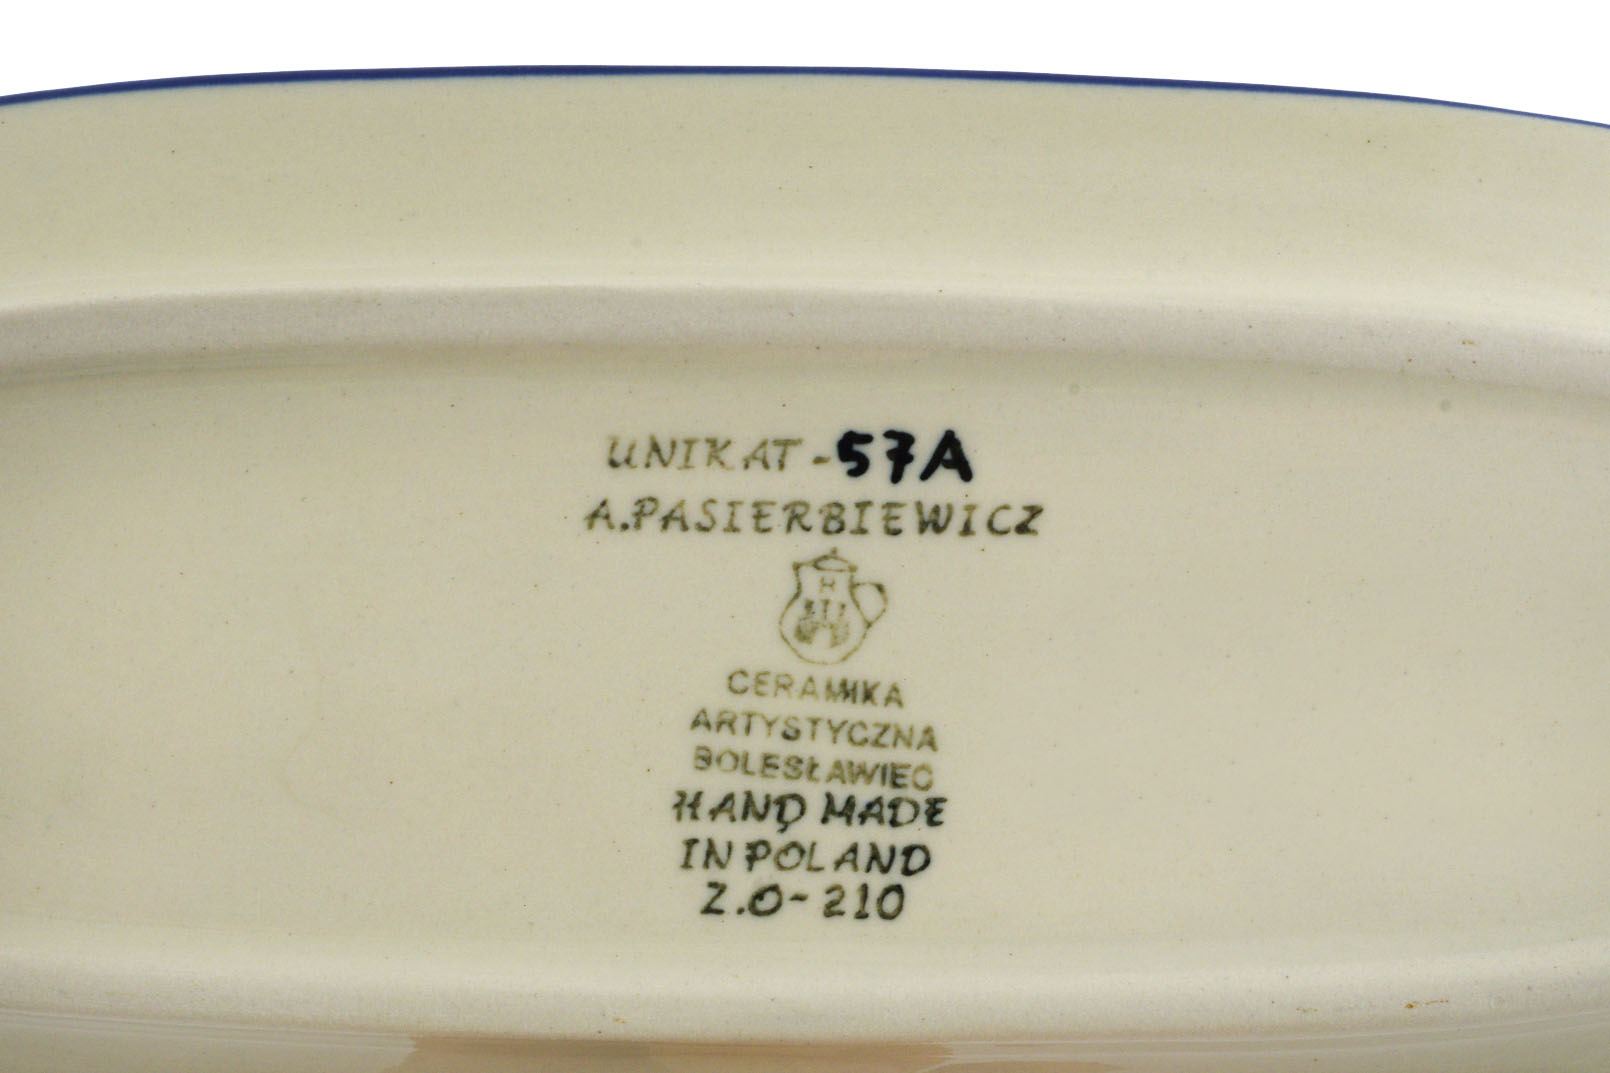 UNIKAT - 57A
A.PASIERBIEWICZ
CERAMIKA
ARTYSTYCZNA
BOLESŁAWIEC
HAND MADE
IN POLAND
Z.O-210